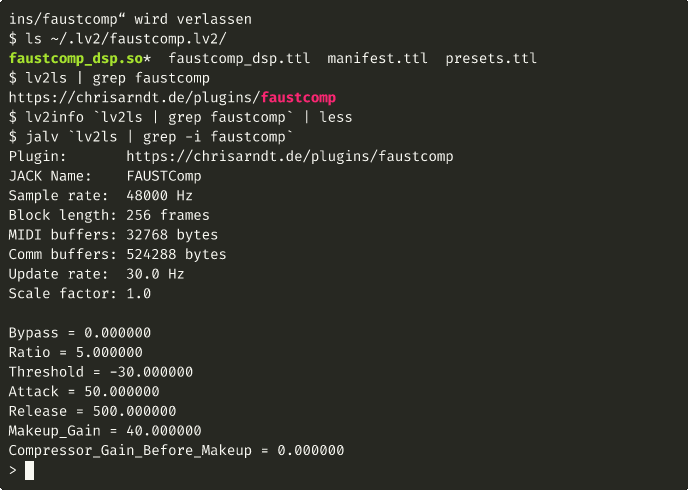 ins/faustcomp“ wird verlassen
$ ls ~/.lv2/faustcomp.lv2/
faustcomp_dsp.so*  faustcomp_dsp.ttl  manifest.ttl  presets.ttl
$ lv2ls | grep faustcomp
https://chrisarndt.de/plugins/faustcomp
$ lv2info `lv2ls | grep faustcomp` | less
$ jalv `lv2ls | grep -i faustcomp`
Plugin:       https://chrisarndt.de/plugins/faustcomp
JACK Name:    FAUSTComp
Sample rate:  48000 Hz
Block length: 256 frames
MIDI buffers: 32768 bytes
Comm buffers: 524288 bytes
Update rate:  30.0 Hz
Scale factor: 1.0

Bypass = 0.000000
Ratio = 5.000000
Threshold = -30.000000
Attack = 50.000000
Release = 500.000000
Makeup_Gain = 40.000000
Compressor_Gain_Before_Makeup = 0.000000
>